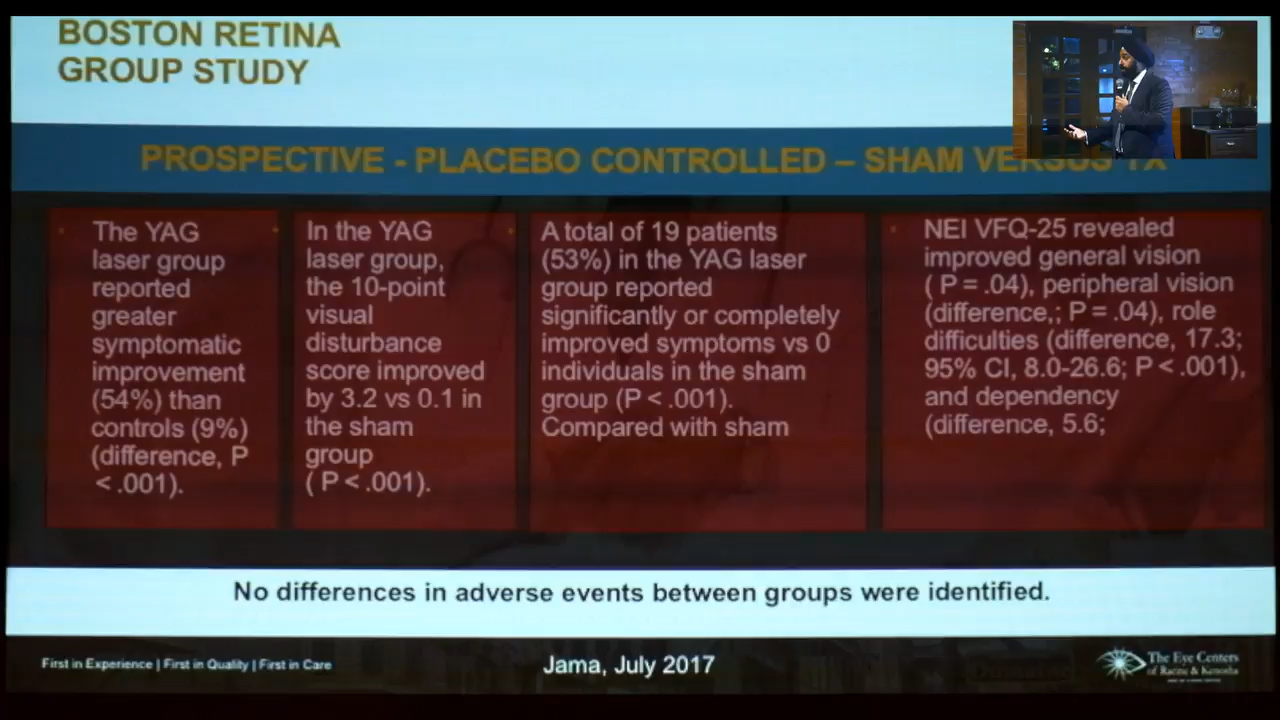 BOSTON RETINA
GROUP STUDY
PROSPECTIVE - PLACEBO CONTROLLED – SHAM VERSUS TX
The YAG
laser group
reported
greater
symptomatic
improvement
(54%) than
controls (9%)
(difference, P
< .001).
In the YAG
laser group,
the 10-point
visual
disturbance
score improved
by 3.2 vs 0.1 in
the sham
group
( P < .001).
A total of 19 patients
(53%) in the YAG laser
group reported
significantly or completely
improved symptoms vs 0
individuals in the sham
group (P < .001).
Compared with sham
NEI VFQ-25 revealed
improved general vision
( P = .04), peripheral vision
(difference,; P = .04), role
difficulties (difference, 17.3;
95% CI, 8.0-26.6; P < .001),
and dependency
(difference, 5.6;
No differences in adverse events between groups were identified.
First in Experience | First in Quality | First in Care
Jama, July 2017
The Eye Centers
of Racine & Kenosha